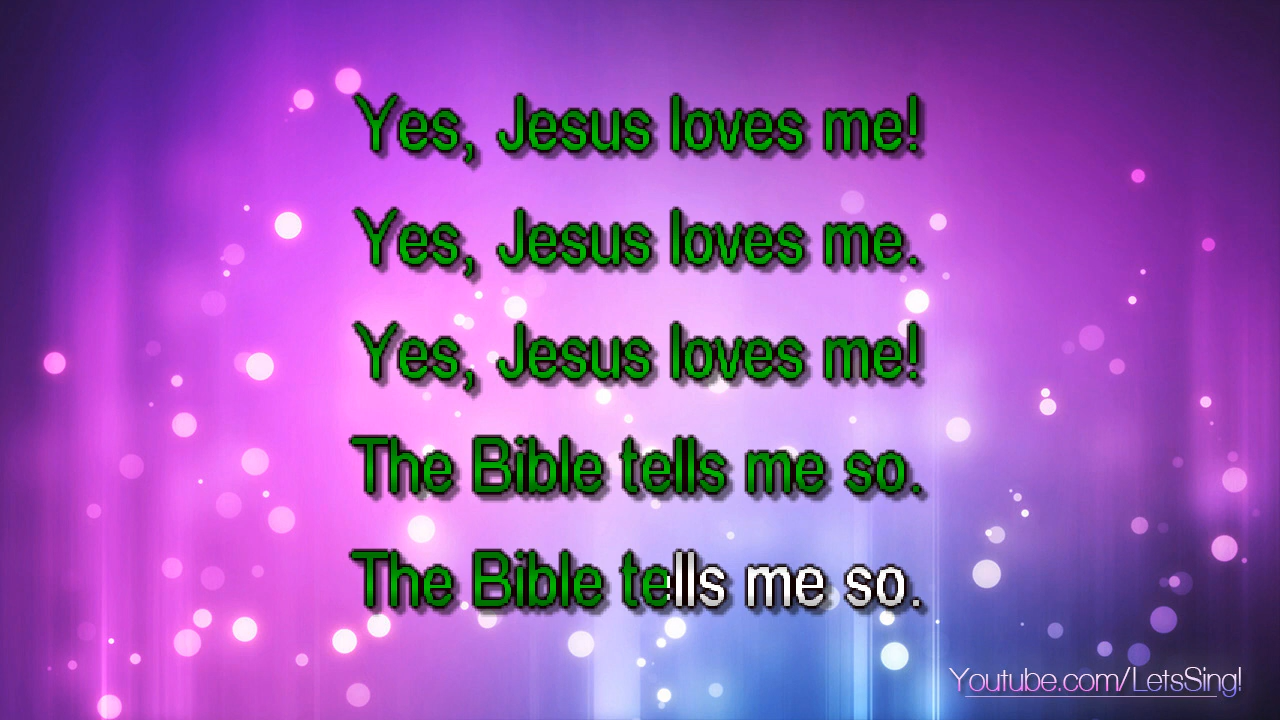 Yes, Jesus loves me!
Yes, Jesus loves me.
Yes, Jesus loves me!
The Bible tells me so.
The Bible tells me so.
Youtube.com/LetsSing!